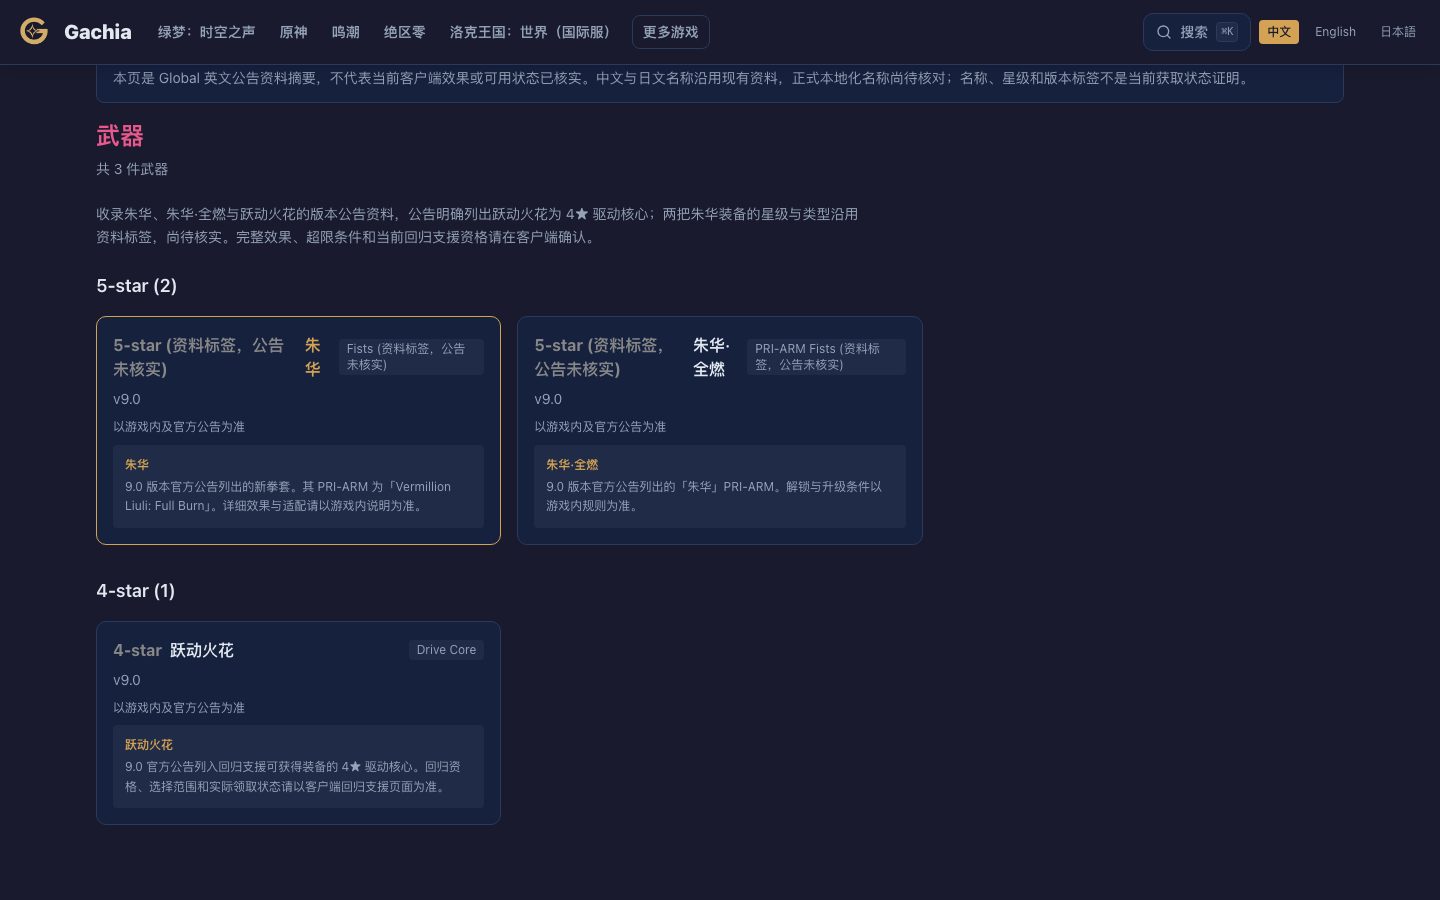 Gachia
绿梦：时空之声
原神
鸣潮
绝区零
洛克王国：世界（国际服）
更多游戏
搜索 ⌘K
中文
English
日本語
本页是 Global 英文公告资料摘要，不代表当前客户端效果或可用状态已核实。中文与日文名称沿用现有资料，正式本地化名称尚待核对；名称、星级和版本标签不是当前获取状态证明。
武器
共 3 件武器
收录朱华、朱华·全燃与跃动火花的版本公告资料，公告明确列出跃动火花为 4★ 驱动核心；两把朱华装备的星级与类型沿用
资料标签，尚待核实。完整效果、超限条件和当前回归支援资格请在客户端确认。
5-star (2)
5-star (资料标签，公告
未核实)
朱
华
Fists (资料标签，公告
未核实)
v9.0
以游戏内及官方公告为准
朱华
9.0 版本官方公告列出的新拳套。其 PRI-ARM 为「Vermillion
Liuli: Full Burn」。详细效果与适配请以游戏内说明为准。
5-star (资料标签，
公告未核实)
朱华·
全燃
PRI-ARM Fists (资料标
签，公告未核实)
v9.0
以游戏内及官方公告为准
朱华·全燃
9.0 版本官方公告列出的「朱华」PRI-ARM。解锁与升级条件以
游戏内规则为准。
4-star (1)
4-star 跃动火花
Drive Core
v9.0
以游戏内及官方公告为准
跃动火花
9.0 官方公告列入回归支援可获得装备的 4★ 驱动核心。回归资
格、选择范围和实际领取状态请以客户端回归支援页面为准。